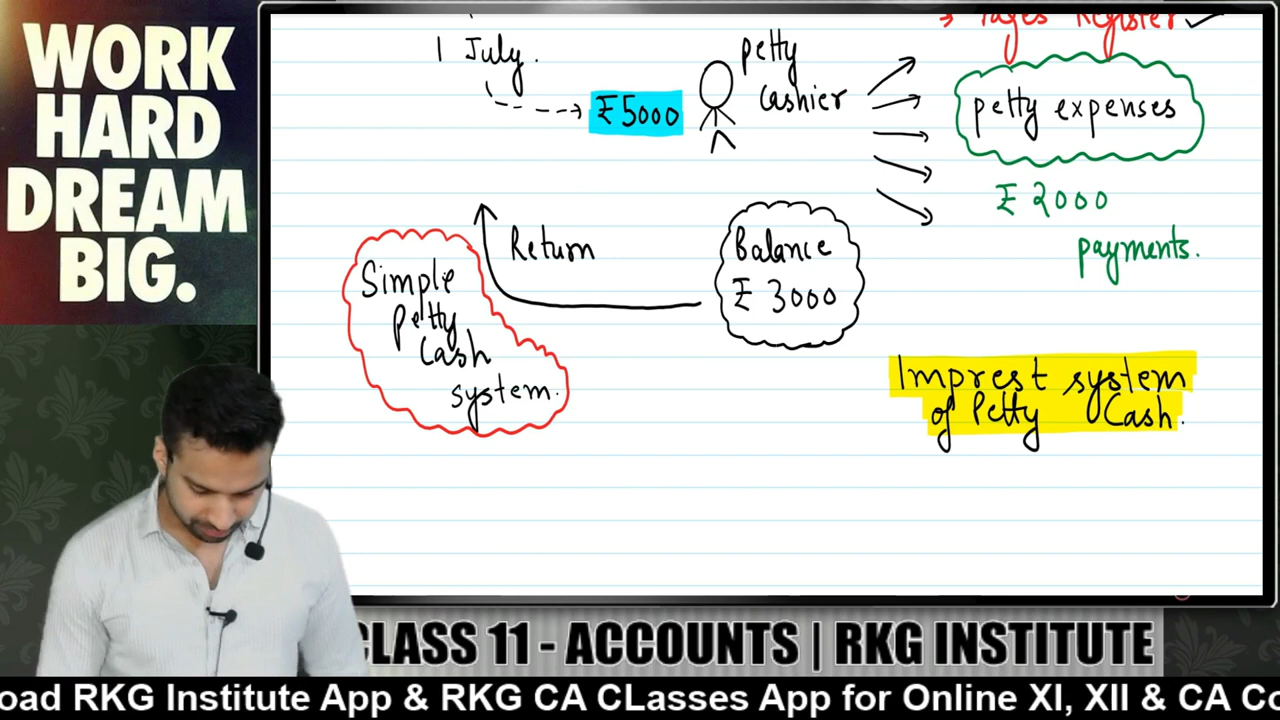 WORK
HARD
DREAM
BIG.
→ Pages Register ✓
1 July.
₹5000
petty
cashier
petty expenses
₹ 2000
payments.
Return
Balance
₹ 3000
Simple
Petty
Cash
system.
Imprest system
of Petty Cash.
CLASS 11 - ACCOUNTS | RKG INSTITUTE
oad RKG Institute App & RKG CA CLasses App for Online XI, XII & CA Co